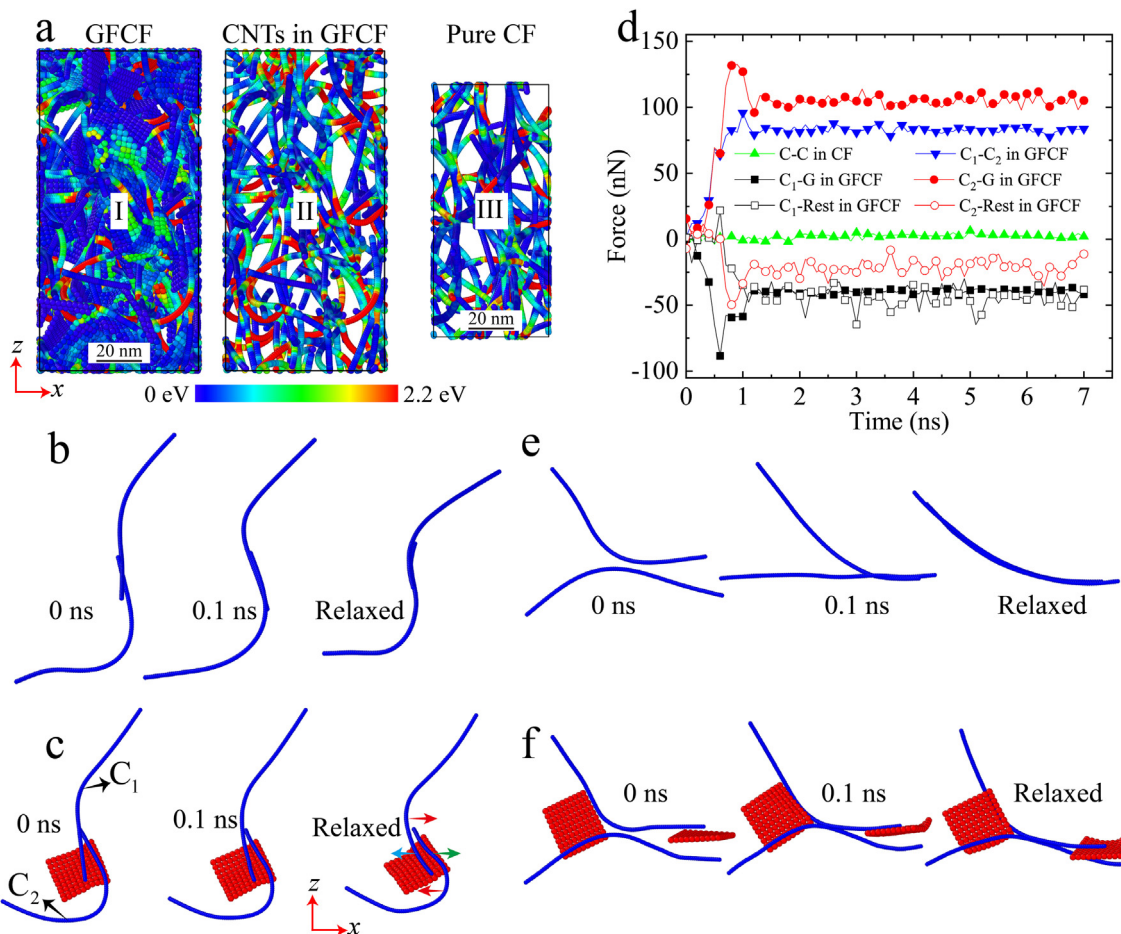 a
GFCF
CNTs in GFCF
Pure CF
I
II
III
20 nm
20 nm
z
x
0 eV
2.2 eV
d
Force (nN)
150
100
50
0
-50
-100
C-C in CF
C₁-C₂ in GFCF
C₁-G in GFCF
C₂-G in GFCF
C₁-Rest in GFCF
C₂-Rest in GFCF
0 1 2 3 4 5 6 7
Time (ns)
b
0 ns
0.1 ns
Relaxed
e
0 ns
0.1 ns
Relaxed
c
C₁
0 ns
C₂
0.1 ns
Relaxed
z
x
f
0 ns
0.1 ns
Relaxed